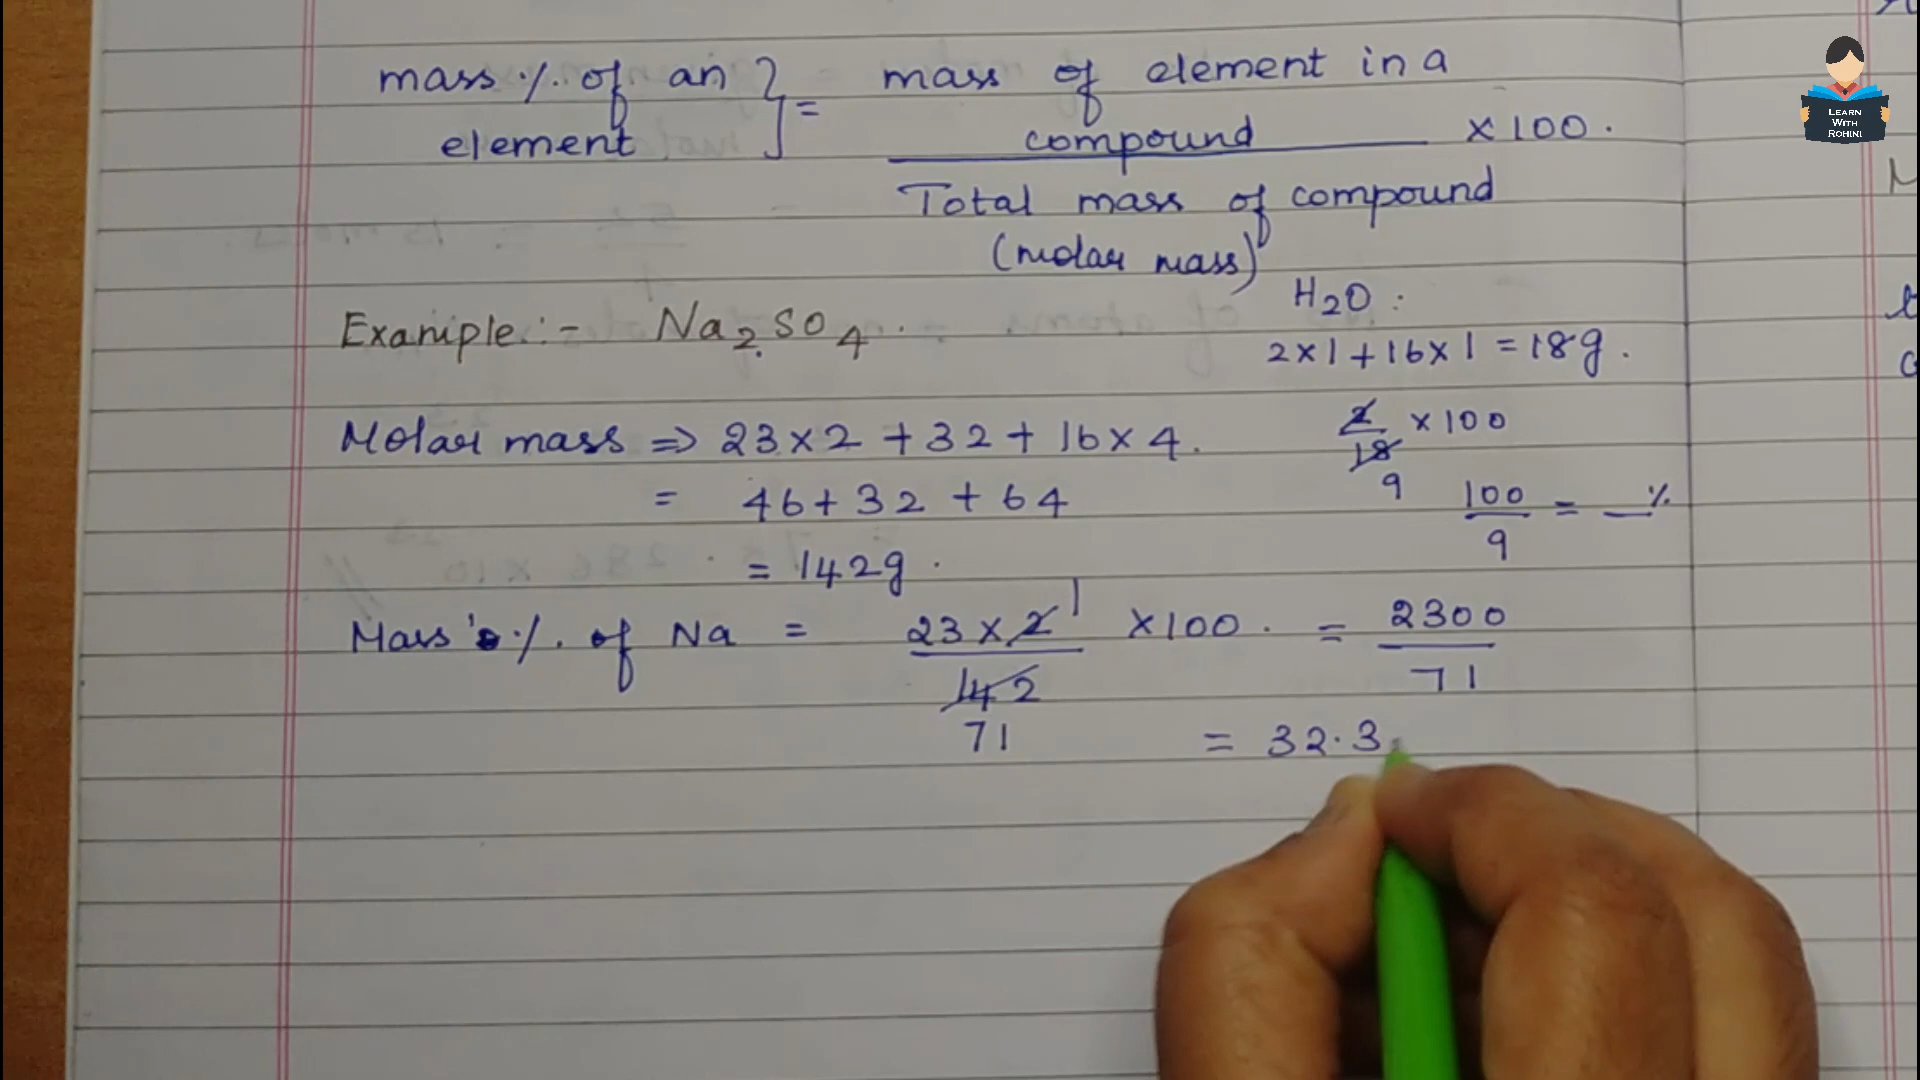 mass % of an } = mass of element in a
element compound × 100.
Total mass of compound
(molar mass)
H2O :
Example :- Na2SO4.
2×1+16×1 = 18g.
Molar mass ⇒ 23×2 + 32 + 16×4.
2/18 × 100
9
= 46+32+64
100/9 = __%
= 142g.
Mass % of Na = 23×2/142 ×100. = 2300/71
1
71
= 32.3
LEARN
WITH
ROHINI